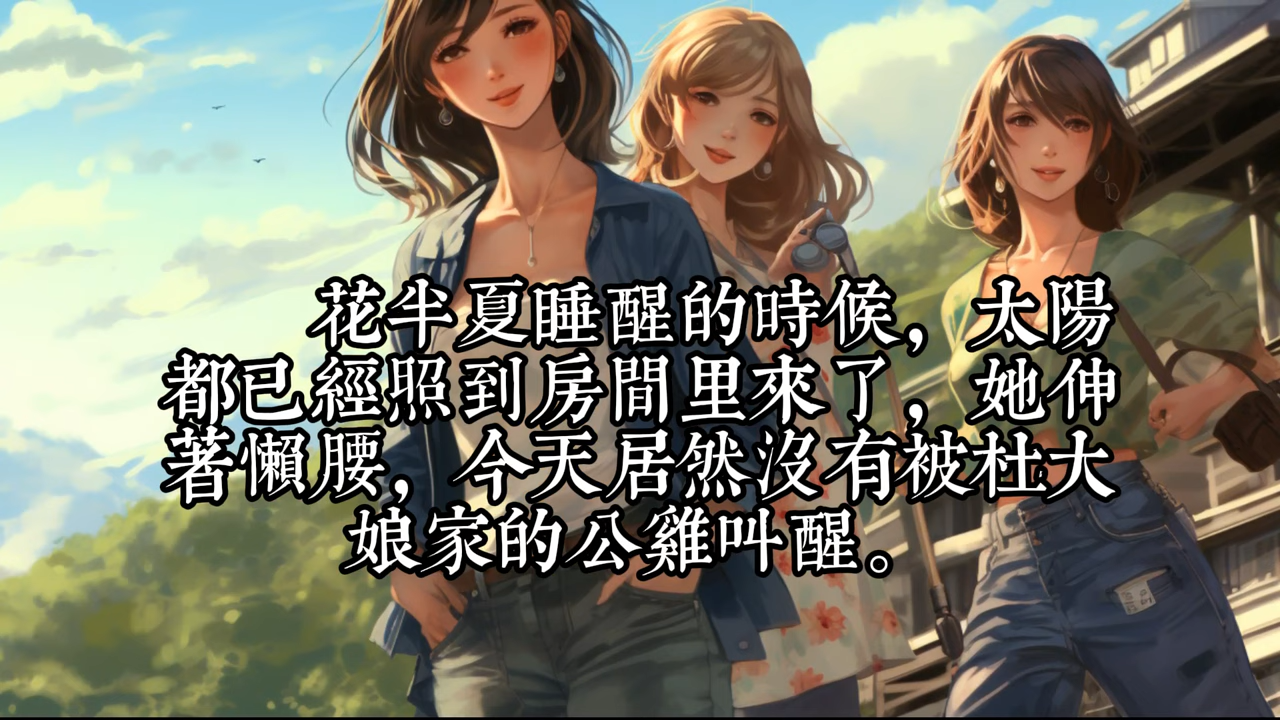 花半夏睡醒的時候，太陽
都已經照到房間里來了，她伸
著懶腰，今天居然沒有被杜大
娘家的公雞叫醒。